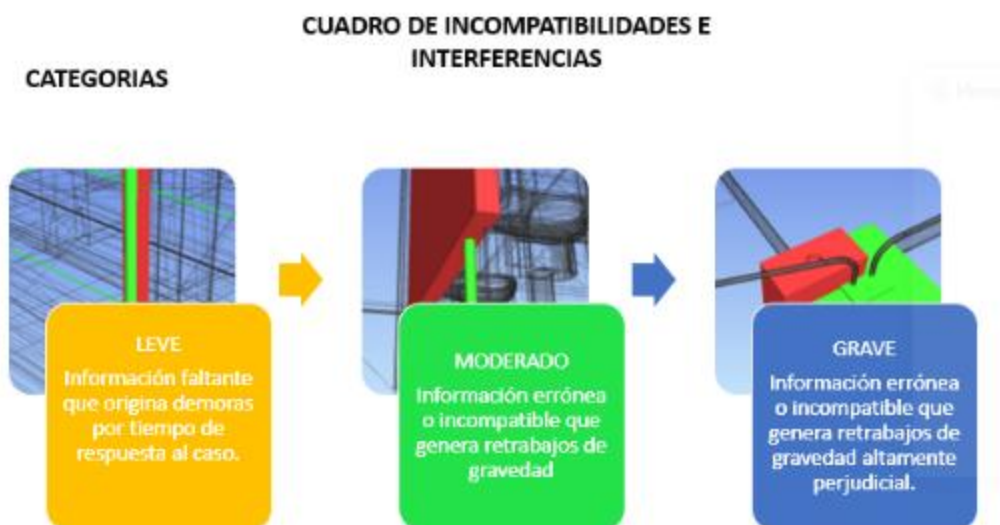 CUADRO DE INCOMPATIBILIDADES E
INTERFERENCIAS
CATEGORIAS
LEVE
Información faltante
que origina demoras
por tiempo de
respuesta al caso.
MODERADO
Información errónea
o incompatible que
genera retrabajos de
gravedad
GRAVE
Información errónea
o incompatible que
genera retrabajos de
gravedad altamente
perjudicial.